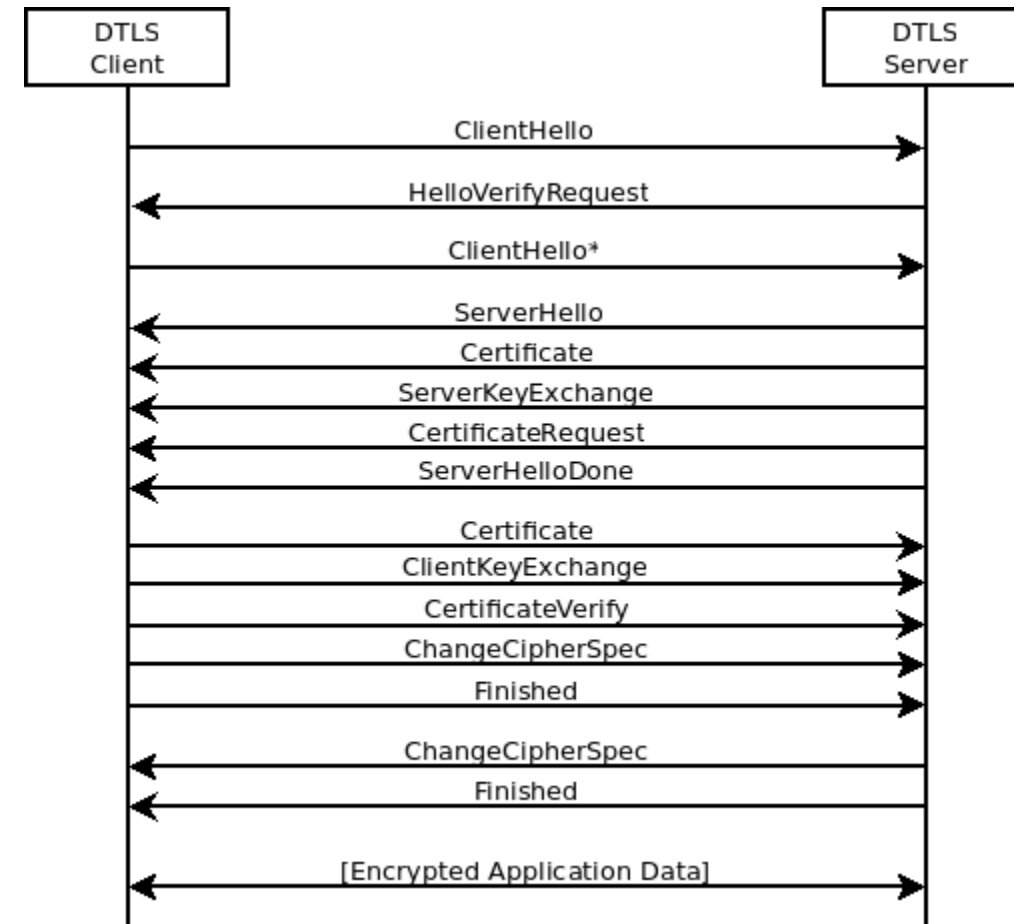 DTLS
Client
DTLS
Server
ClientHello
HelloVerifyRequest
ClientHello*
ServerHello
Certificate
ServerKeyExchange
CertificateRequest
ServerHelloDone
Certificate
ClientKeyExchange
CertificateVerify
ChangeCipherSpec
Finished
ChangeCipherSpec
Finished
[Encrypted Application Data]